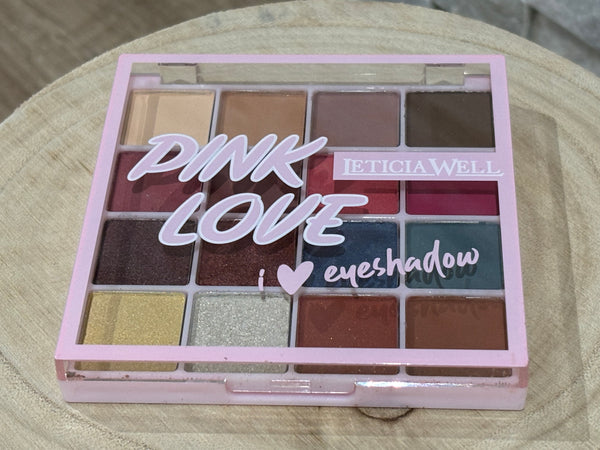 PINK
LOVE
LETICIA WELL
i ♥ eyeshadow